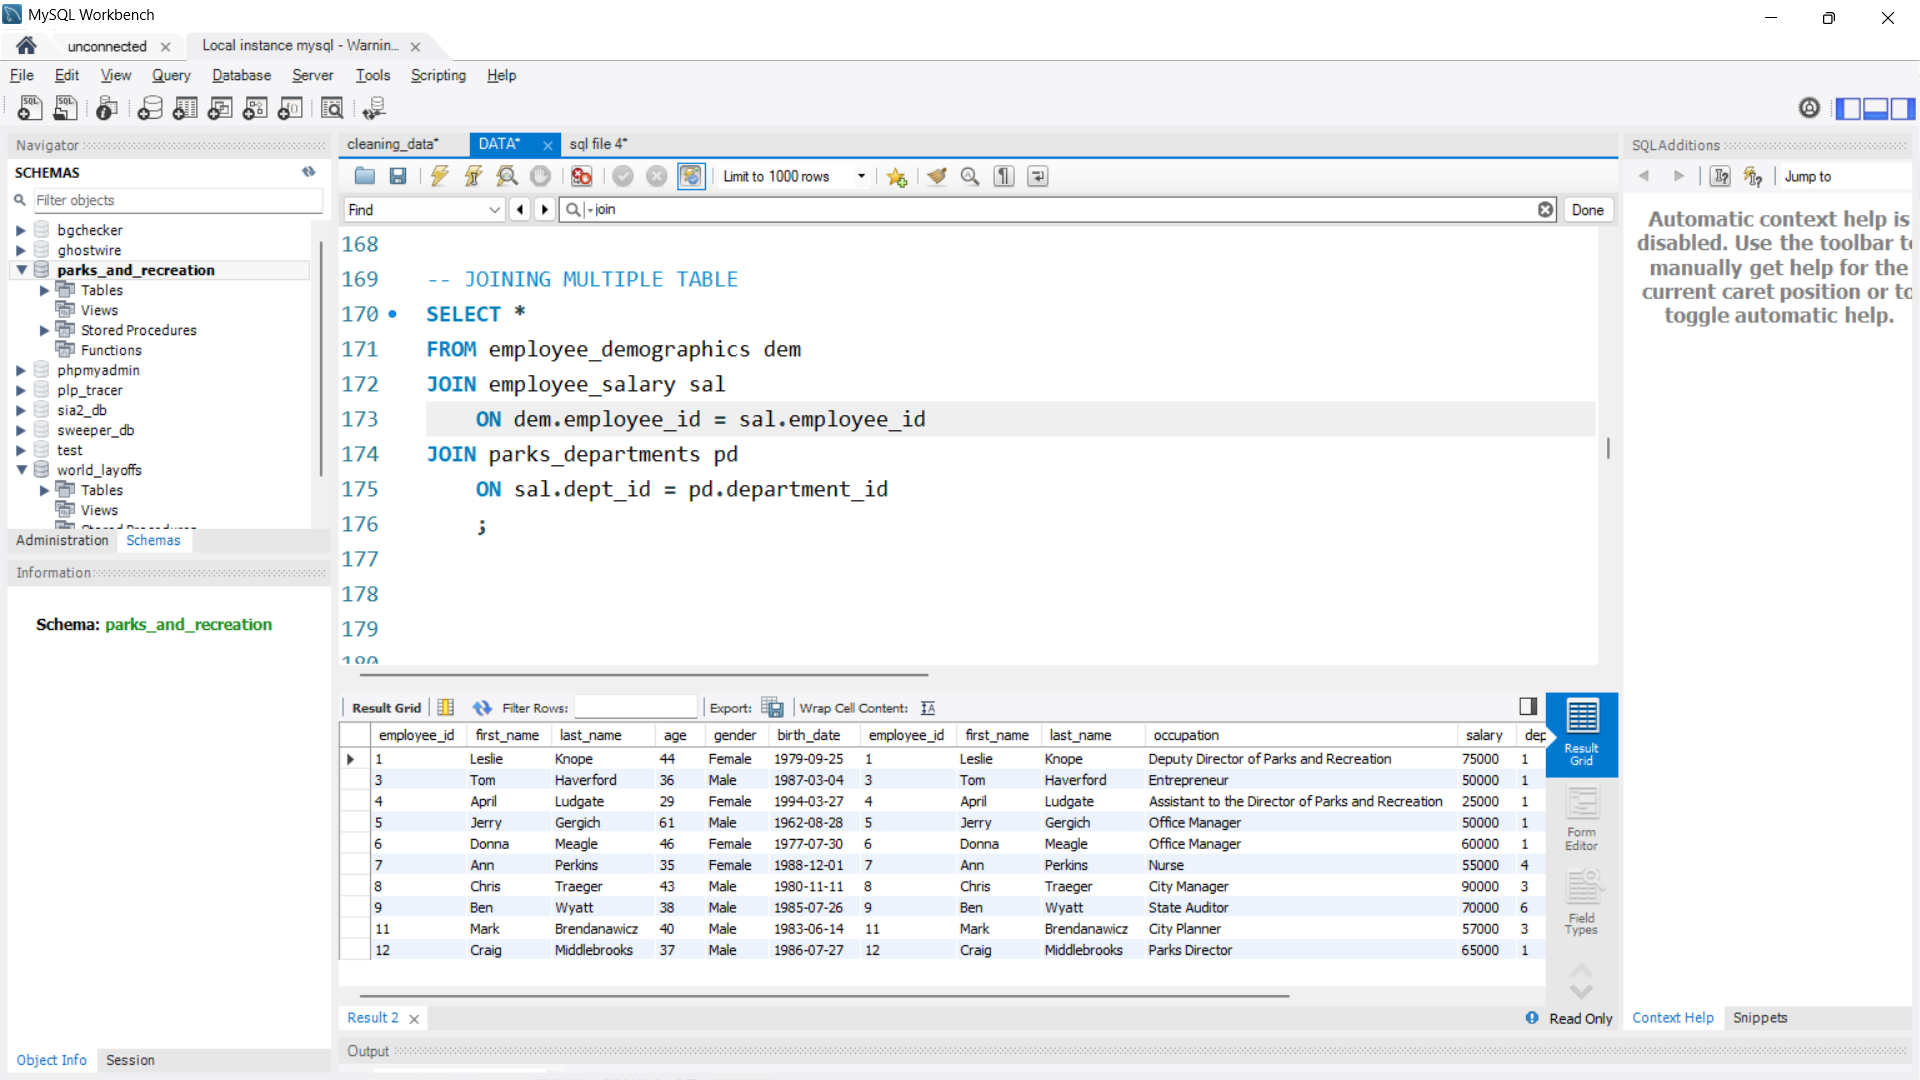 MySQL Workbench
unconnected
Local instance mysql - Warnin...
File Edit View Query Database Server Tools Scripting Help
Navigator
SCHEMAS
Filter objects
bgchecker
ghostwire
parks_and_recreation
Tables
Views
Stored Procedures
Functions
phpmyadmin
plp_tracer
sia2_db
sweeper_db
test
world_layoffs
Tables
Views
Stored Procedures
Administration Schemas
Information
Schema: parks_and_recreation
Object Info Session
cleaning_data* DATA* sql file 4*
Limit to 1000 rows
Find join Done
168
169 -- JOINING MULTIPLE TABLE
170 SELECT *
171 FROM employee_demographics dem
172 JOIN employee_salary sal
173 ON dem.employee_id = sal.employee_id
174 JOIN parks_departments pd
175 ON sal.dept_id = pd.department_id
176 ;
177
178
179
180
Result Grid Filter Rows: Export: Wrap Cell Content:
employee_id first_name last_name age gender birth_date employee_id first_name last_name occupation salary dep
1 Leslie Knope 44 Female 1979-09-25 1 Leslie Knope Deputy Director of Parks and Recreation 75000 1
3 Tom Haverford 36 Male 1987-03-04 3 Tom Haverford Entrepreneur 50000 1
4 April Ludgate 29 Female 1994-03-27 4 April Ludgate Assistant to the Director of Parks and Recreation 25000 1
5 Jerry Gergich 61 Male 1962-08-28 5 Jerry Gergich Office Manager 50000 1
6 Donna Meagle 46 Female 1977-07-30 6 Donna Meagle Office Manager 60000 1
7 Ann Perkins 35 Female 1988-12-01 7 Ann Perkins Nurse 55000 4
8 Chris Traeger 43 Male 1980-11-11 8 Chris Traeger City Manager 90000 3
9 Ben Wyatt 38 Male 1985-07-26 9 Ben Wyatt State Auditor 70000 6
11 Mark Brendanawicz 40 Male 1983-06-14 11 Mark Brendanawicz City Planner 57000 3
12 Craig Middlebrooks 37 Male 1986-07-27 12 Craig Middlebrooks Parks Director 65000 1
Result
Grid
Form
Editor
Field
Types
Result 2
Read Only
Output
SQLAdditions
Jump to
Automatic context help is
disabled. Use the toolbar to
manually get help for the
current caret position or to
toggle automatic help.
Context Help Snippets